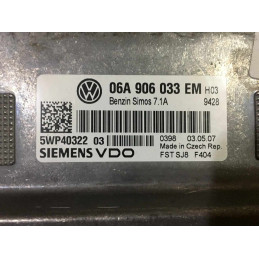 06A 906 033 EM H03
Benzin Simos 7.1A 9428
5WP40322 03
0398 03.05.07
Made in Czech Rep.
SIEMENS VDO
FST SJ8 F404